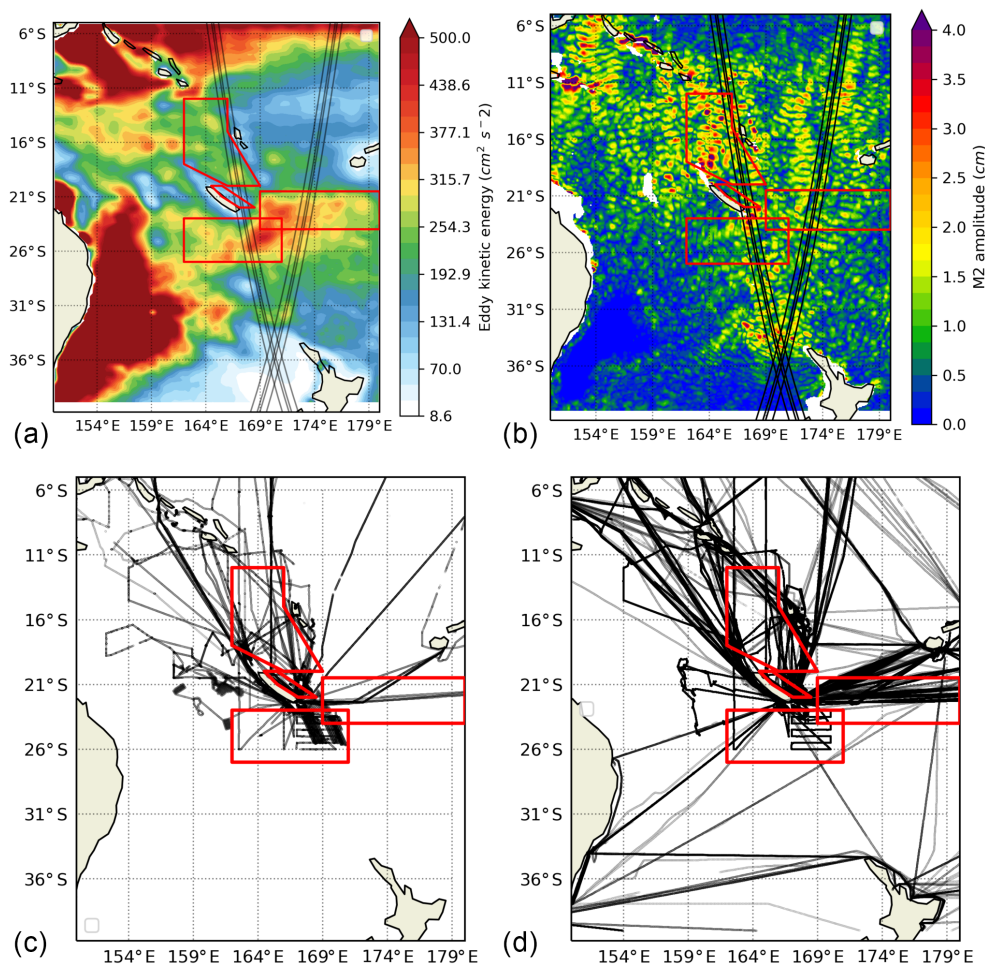 6°S
11°S
16°S
21°S
26°S
31°S
36°S
154°E 159°E 164°E 169°E 174°E 179°E
(a)
500.0
438.6
377.1
315.7
254.3
192.9
131.4
70.0
8.6
Eddy kinetic energy (cm² s⁻2)
6°S
11°S
16°S
21°S
26°S
31°S
36°S
154°E 159°E 164°E 169°E 174°E 179°E
(b)
4.0
3.5
3.0
2.5
2.0
1.5
1.0
0.5
0.0
M2 amplitude (cm)
6°S
11°S
16°S
21°S
26°S
31°S
36°S
154°E 159°E 164°E 169°E 174°E 179°E
(c)
6°S
11°S
16°S
21°S
26°S
31°S
36°S
154°E 159°E 164°E 169°E 174°E 179°E
(d)